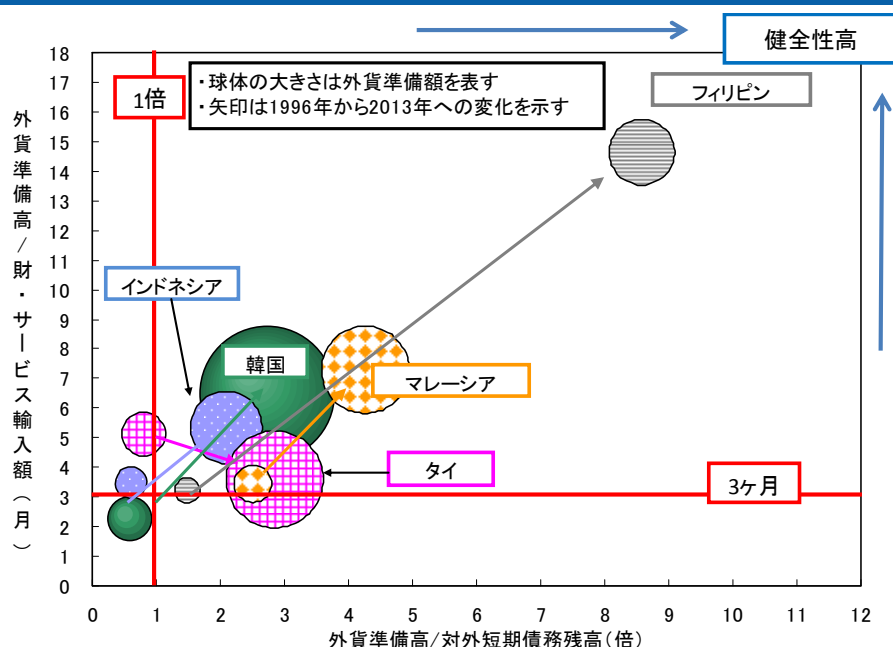 健全性高
・球体の大きさは外貨準備額を表す
・矢印は1996年から2013年への変化を示す
1倍
フィリピン
インドネシア
韓国
マレーシア
タイ
3ヶ月
外貨準備高/財・サービス輸入額(月)
18
17
16
15
14
13
12
11
10
9
8
7
6
5
4
3
2
1
0
0 1 2 3 4 5 6 7 8 9 10 11 12
外貨準備高/対外短期債務残高(倍)